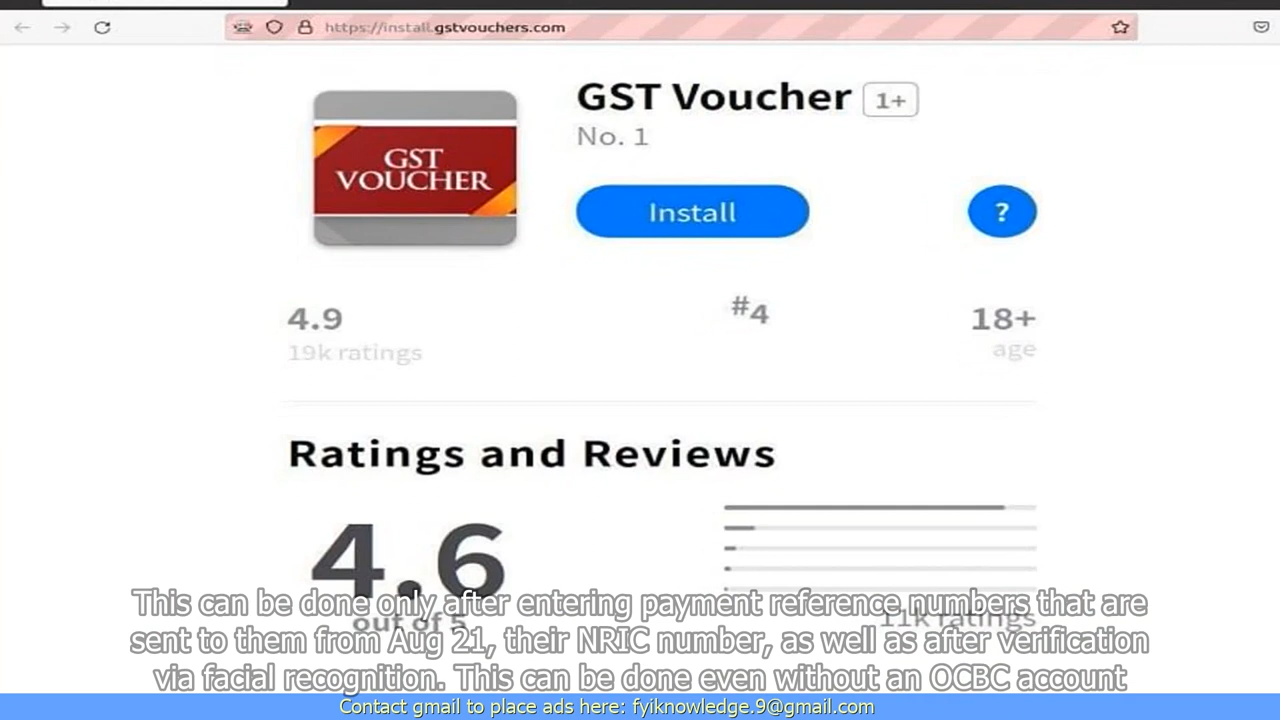 https://install.gstvouchers.com
GST Voucher 1+
No. 1
GST
VOUCHER
Install
?
4.9
#4
18+
19k ratings
age
Ratings and Reviews
4.6
out of 5
11k ratings
This can be done only after entering payment reference numbers that are
sent to them from Aug 21, their NRIC number, as well as after verification
via facial recognition. This can be done even without an OCBC account
Contact gmail to place ads here: fyiknowledge.9@gmail.com